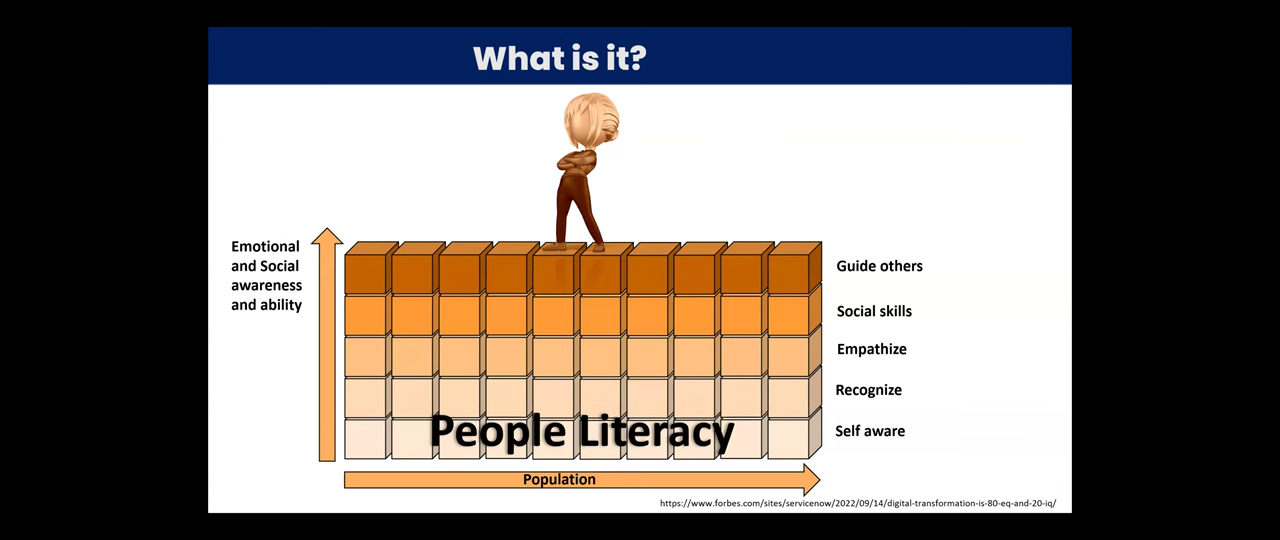 What is it?
Emotional
and Social
awareness
and ability
Guide others
Social skills
Empathize
Recognize
Self aware
People Literacy
Population
https://www.forbes.com/sites/servicenow/2022/09/14/digital-transformation-is-80-eq-and-20-iq/